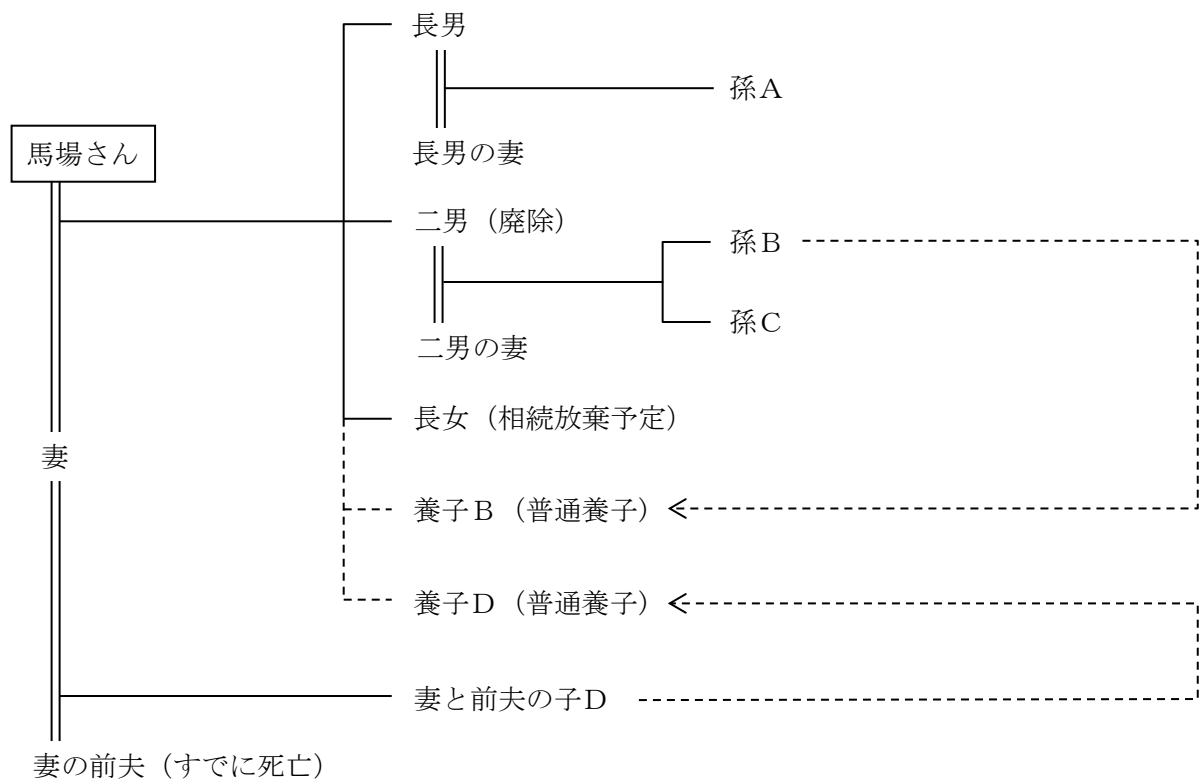 長男
孫Ａ
馬場さん
長男の妻
二男（廃除）
孫Ｂ
孫Ｃ
二男の妻
長女（相続放棄予定）
妻
養子Ｂ（普通養子）
養子Ｄ（普通養子）
妻と前夫の子Ｄ
妻の前夫（すでに死亡）